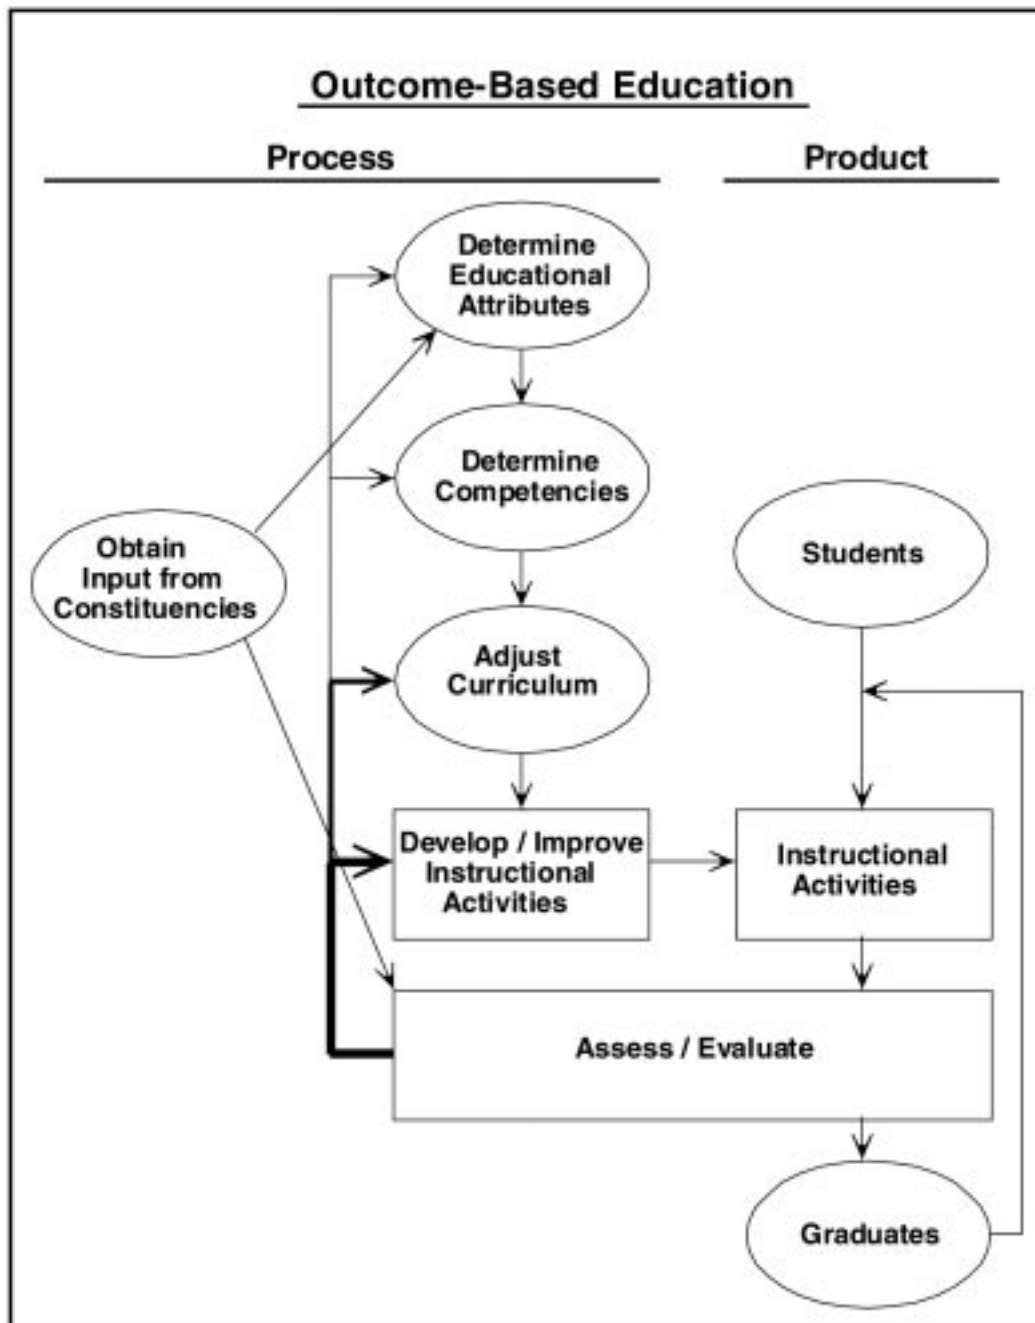 Outcome-Based Education
Process
Product
Determine
Educational
Attributes
Determine
Competencies
Obtain
Input from
Constituencies
Students
Adjust
Curriculum
Develop / Improve
Instructional
Activities
Instructional
Activities
Assess / Evaluate
Graduates